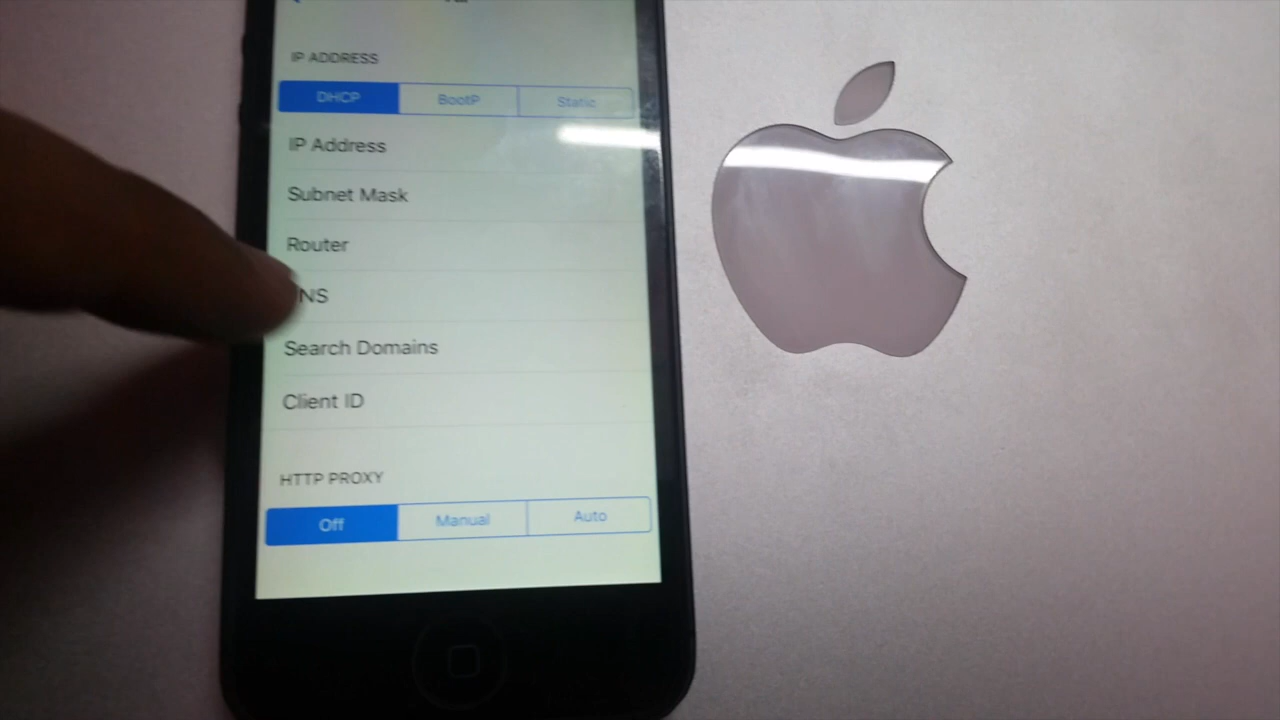 IP ADDRESS
DHCP BootP Static
IP Address
Subnet Mask
Router
NS
Search Domains
Client ID
HTTP PROXY
Off Manual Auto